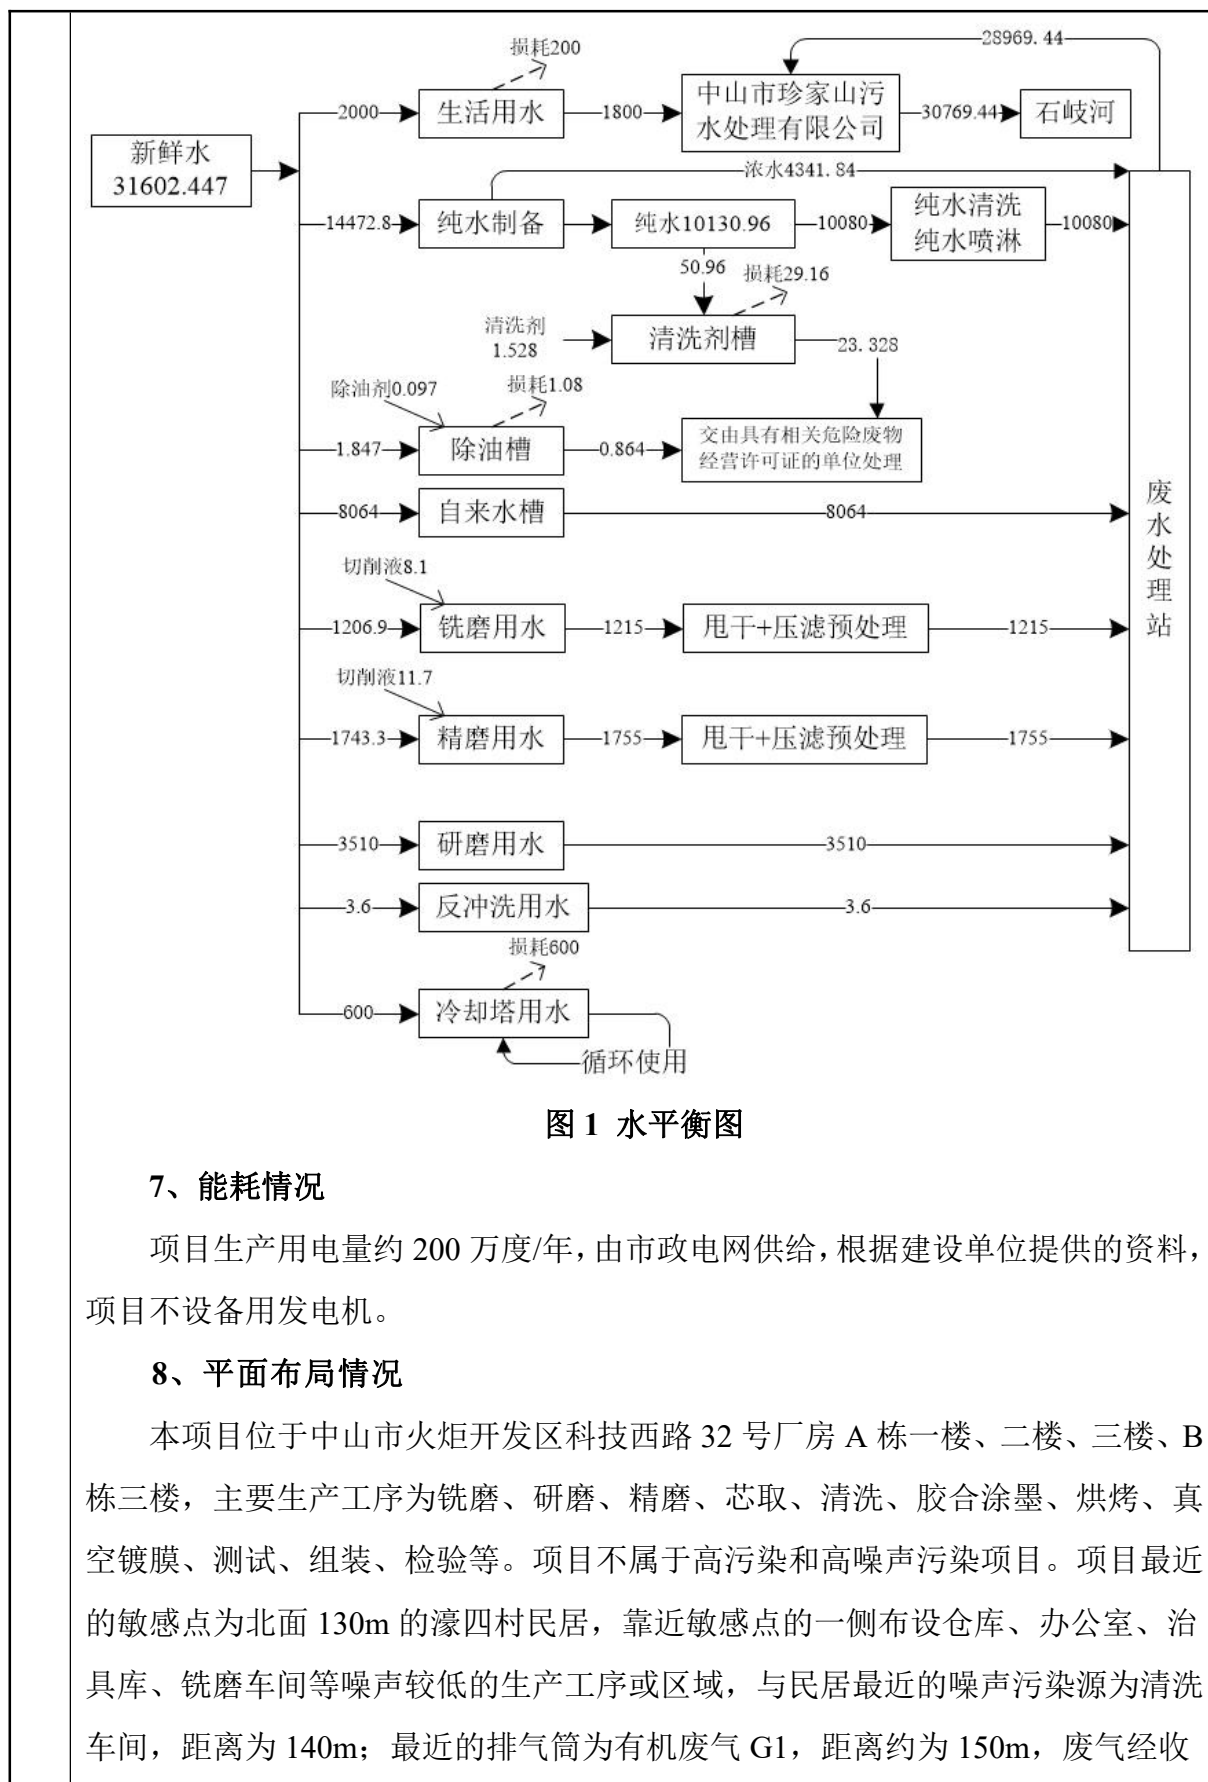 损耗200
28969.44
新鲜水
31602.447
2000
生活用水
1800
中山市珍家山污
水处理有限公司
30769.44
石岐河
浓水4341.84
14472.8
纯水制备
纯水10130.96
10080
纯水清洗
纯水喷淋
10080
50.96
损耗29.16
清洗剂
1.528
清洗剂槽
23.328
除油剂0.097
损耗1.08
1.847
除油槽
0.864
交由具有相关危险废物
经营许可证的单位处理
8064
自来水槽
8064
废水处理站
切削液8.1
1206.9
铣磨用水
1215
甩干+压滤预处理
1215
切削液11.7
1743.3
精磨用水
1755
甩干+压滤预处理
1755
3510
研磨用水
3510
3.6
反冲洗用水
3.6
损耗600
600
冷却塔用水
循环使用
图 1 水平衡图
7、能耗情况
项目生产用电量约 200 万度/年，由市政电网供给，根据建设单位提供的资料，
项目不设备用发电机。
8、平面布局情况
本项目位于中山市火炬开发区科技西路 32 号厂房 A 栋一楼、二楼、三楼、B
栋三楼，主要生产工序为铣磨、研磨、精磨、芯取、清洗、胶合涂墨、烘烤、真
空镀膜、测试、组装、检验等。项目不属于高污染和高噪声污染项目。项目最近
的敏感点为北面 130m 的濠四村民居，靠近敏感点的一侧布设仓库、办公室、治
具库、铣磨车间等噪声较低的生产工序或区域，与民居最近的噪声污染源为清洗
车间，距离为 140m；最近的排气筒为有机废气 G1，距离约为 150m，废气经收